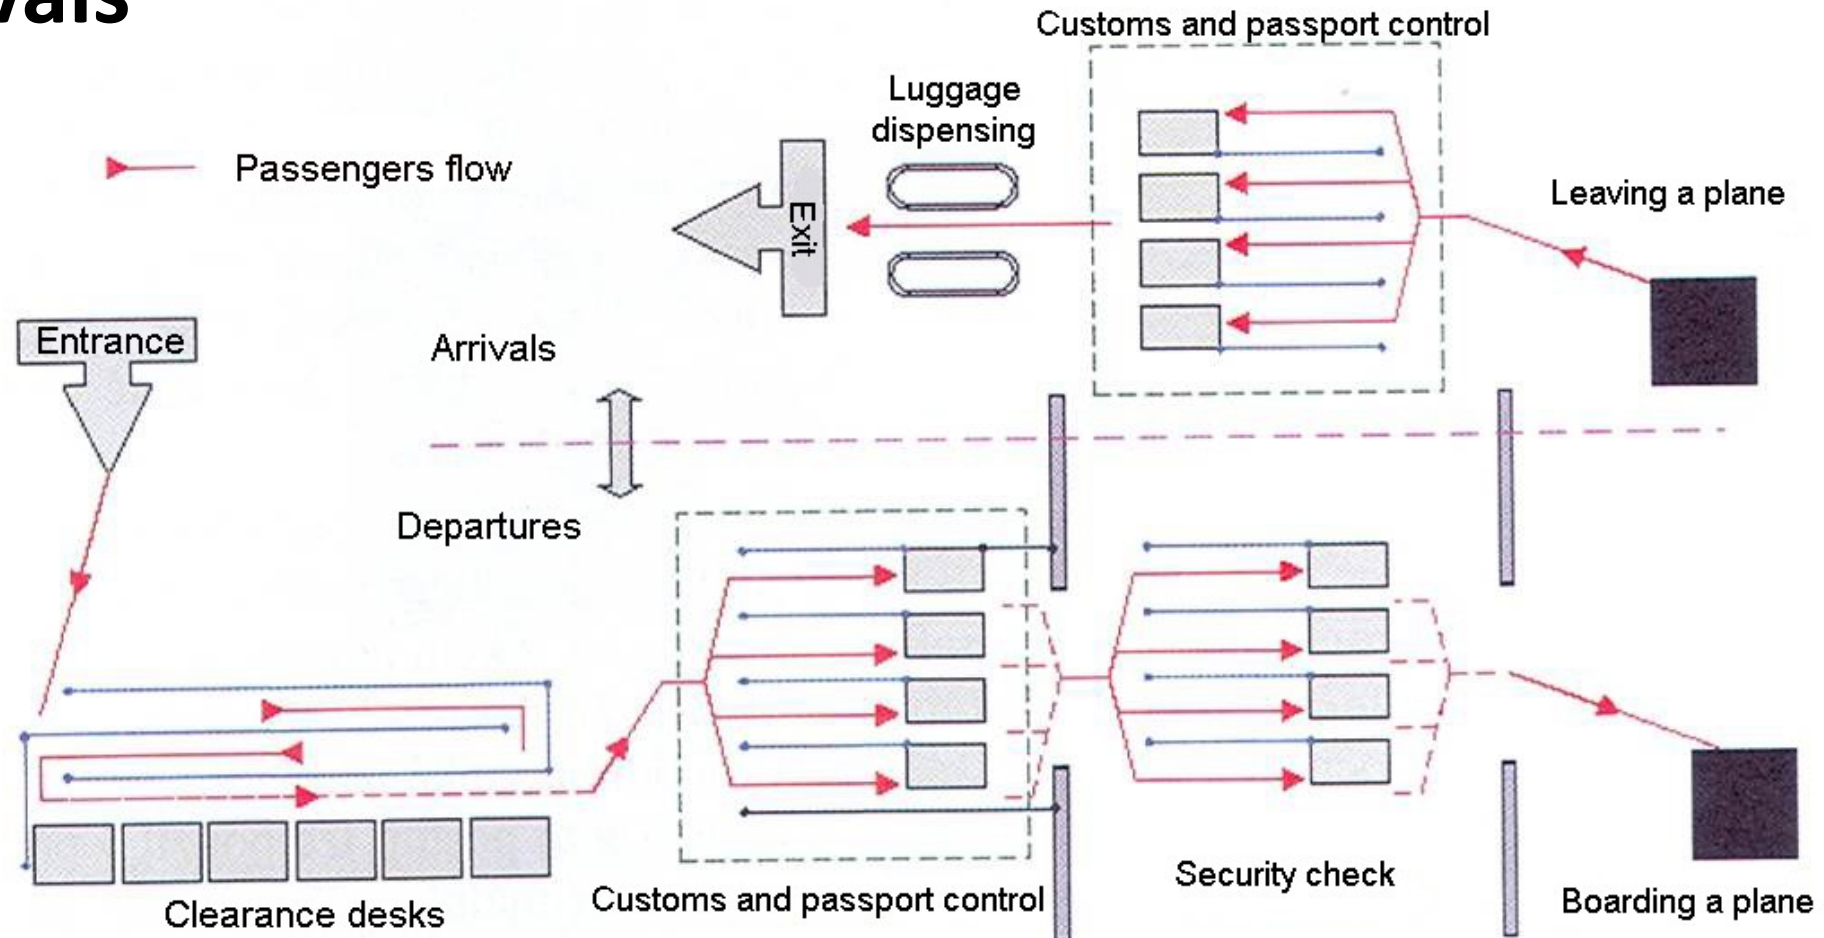 vals
Customs and passport control
Luggage
dispensing
Passengers flow
Exit
Leaving a plane
Entrance
Arrivals
Departures
Security check
Customs and passport control
Boarding a plane
Clearance desks